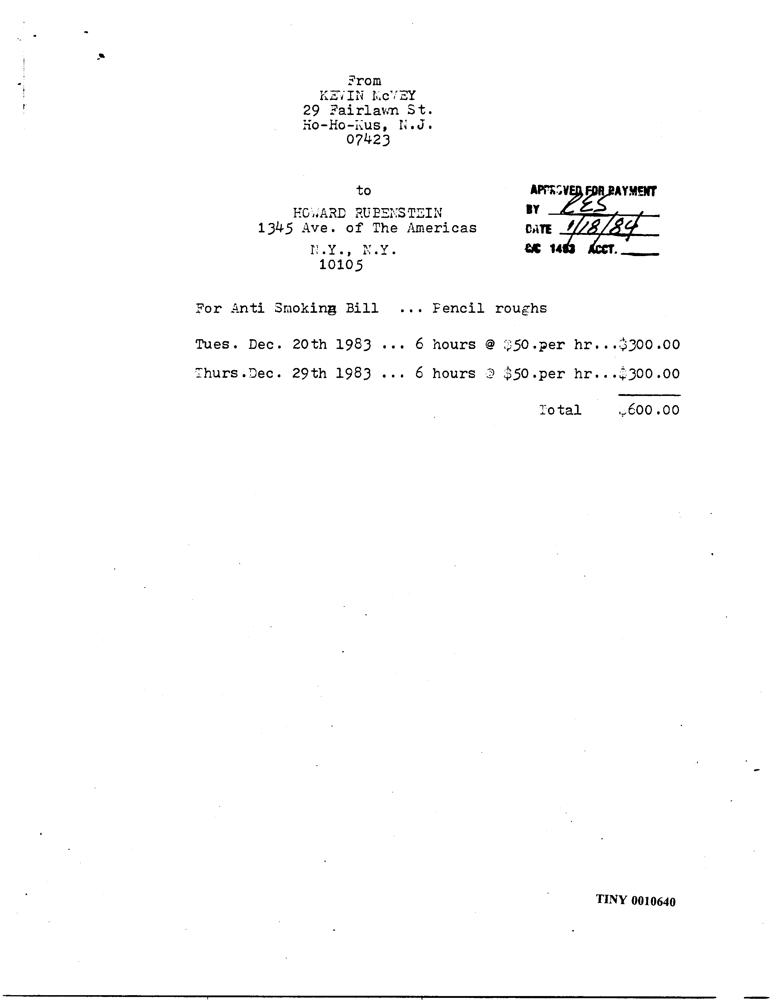 From
KEVIN McVEY
29 Fairlawn St.
Ho-Ho-Kus, N.J.
07423
to
HOWARD RUBENSTEIN
1345 Ave. of The Americas
N.Y., N.Y.
10105
APPROVED FOR PAYMENT
BY RES
DATE 1/18/84
C/C 1403 ACCT.
For Anti Smoking Bill ... Pencil roughs
Tues. Dec. 20th 1983 ... 6 hours @ $50.per hr...$300.00
Thurs.Dec. 29th 1983 ... 6 hours @ $50.per hr...$300.00
Total $600.00
TINY 0010640